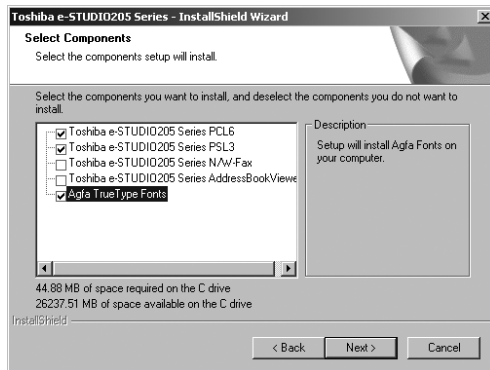 Toshiba e-STUDIO205 Series - InstallShield Wizard
Select Components
Select the components setup will install.
Select the components you want to install, and deselect the components you do not want to
install.
Toshiba e-STUDIO205 Series PCL6
Toshiba e-STUDIO205 Series PSL3
Toshiba e-STUDIO205 Series N/W-Fax
Toshiba e-STUDIO205 Series AddressBookViewe
Agfa TrueType Fonts
Description
Setup will install Agfa Fonts on
your computer.
44.88 MB of space required on the C drive
26237.51 MB of space available on the C drive
InstallShield
< Back Next > Cancel